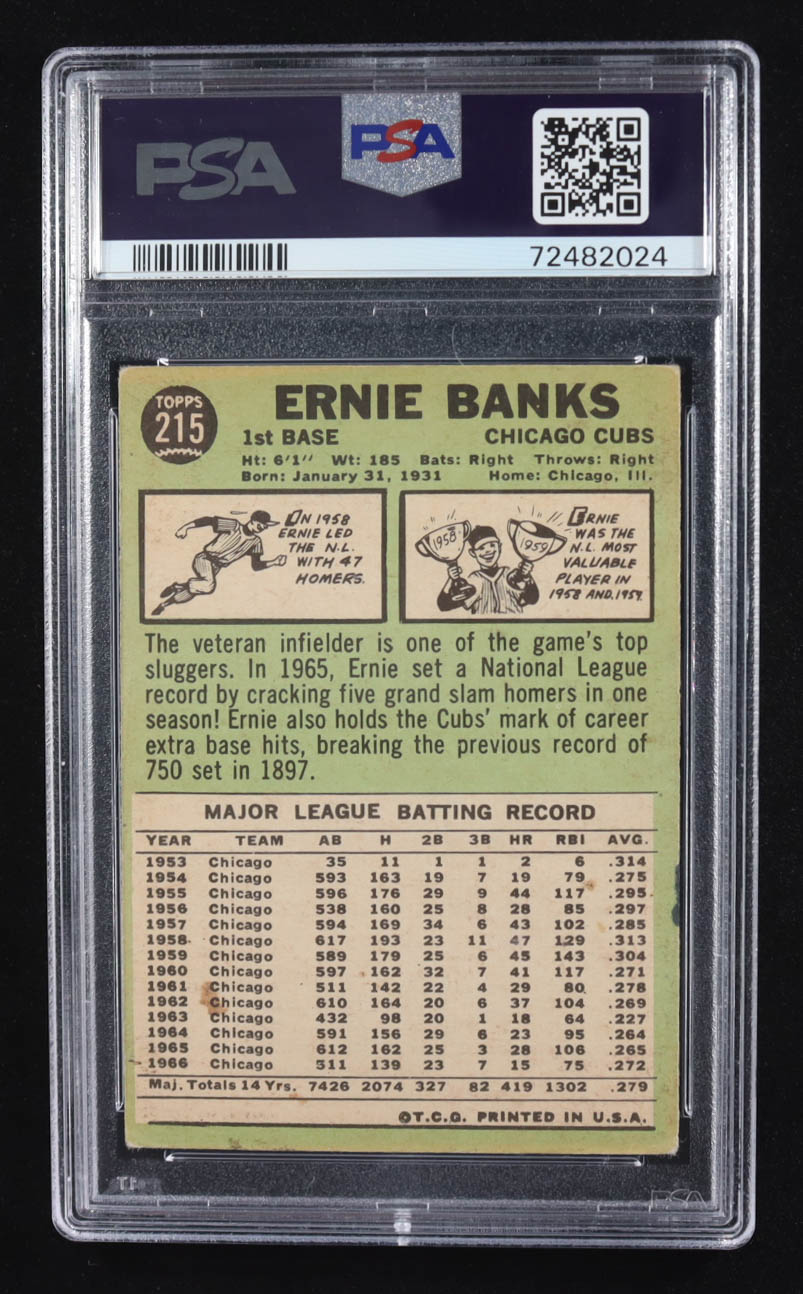 PSA
PSA
72482024
TOPPS
215
ERNIE BANKS
1st BASE CHICAGO CUBS
Ht: 6'1" Wt: 185 Bats: Right Throws: Right
Born: January 31, 1931 Home: Chicago, Ill.
IN 1958
ERNIE LED
THE N.L.
WITH 47
HOMERS.
1958
1959
ERNIE
WAS THE
N.L. MOST
VALUABLE
PLAYER IN
1958 AND 1959.
The veteran infielder is one of the game's top
sluggers. In 1965, Ernie set a National League
record by cracking five grand slam homers in one
season! Ernie also holds the Cubs' mark of career
extra base hits, breaking the previous record of
750 set in 1897.
MAJOR LEAGUE BATTING RECORD
YEAR TEAM AB H 2B 3B HR RBI AVG.
1953 Chicago 35 11 1 1 2 6 .314
1954 Chicago 593 163 19 7 19 79 .275
1955 Chicago 596 176 29 9 44 117 .295
1956 Chicago 538 160 25 8 28 85 .297
1957 Chicago 594 169 34 6 43 102 .285
1958 Chicago 617 193 23 11 47 129 .313
1959 Chicago 589 179 25 6 45 143 .304
1960 Chicago 597 162 32 7 41 117 .271
1961 Chicago 511 142 22 4 29 80 .278
1962 Chicago 610 164 20 6 37 104 .269
1963 Chicago 432 98 20 1 18 64 .227
1964 Chicago 591 156 29 6 23 95 .264
1965 Chicago 612 162 25 3 28 106 .265
1966 Chicago 511 139 23 7 15 75 .272
Maj. Totals 14 Yrs. 7426 2074 327 82 419 1302 .279
©T.C.G. PRINTED IN U.S.A.
PSA